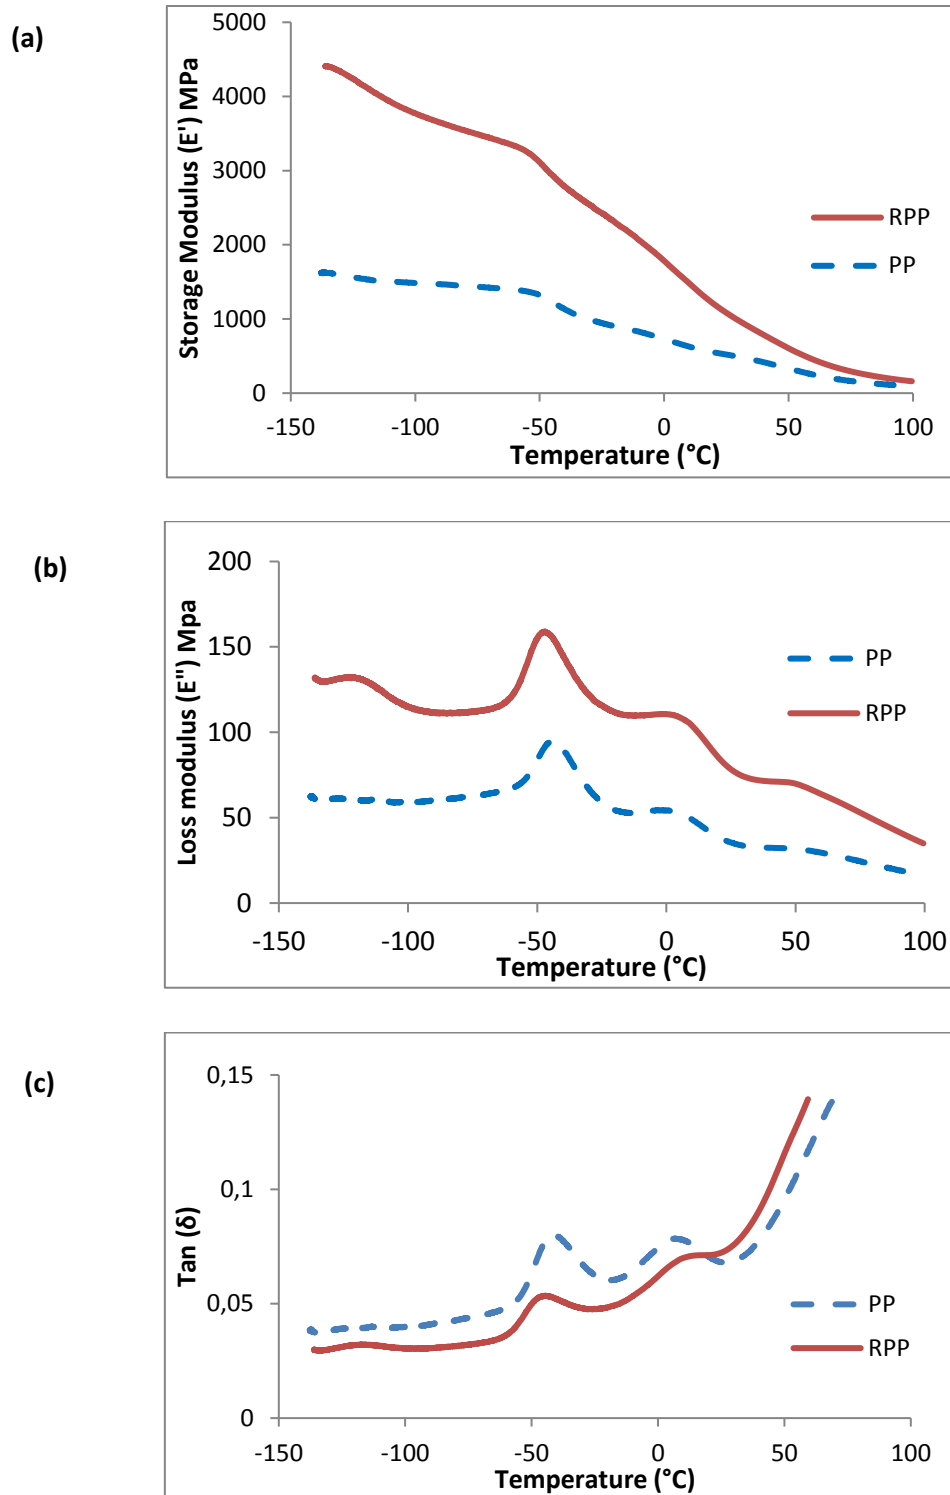 (a)
Storage Modulus (E') MPa
5000
4000
3000
2000
1000
0
-150 -100 -50 0 50 100
Temperature (°C)
RPP
PP
(b)
Loss modulus (E'') Mpa
200
150
100
50
0
-150 -100 -50 0 50 100
Temperature (°C)
PP
RPP
(c)
Tan (δ)
0,15
0,1
0,05
0
-150 -100 -50 0 50 100
Temperature (°C)
PP
RPP